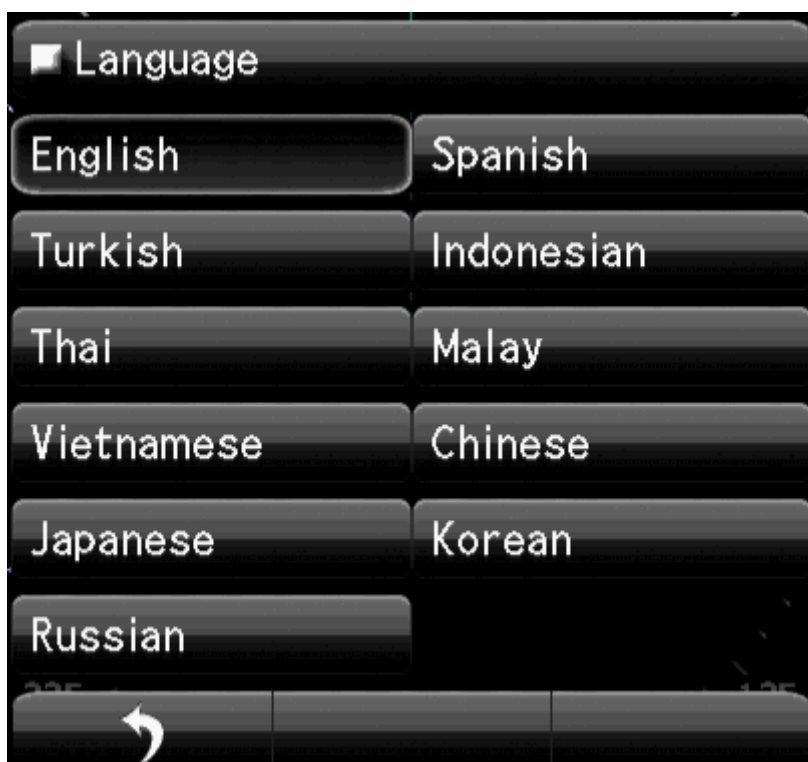 Language
English Spanish
Turkish Indonesian
Thai Malay
Vietnamese Chinese
Japanese Korean
Russian